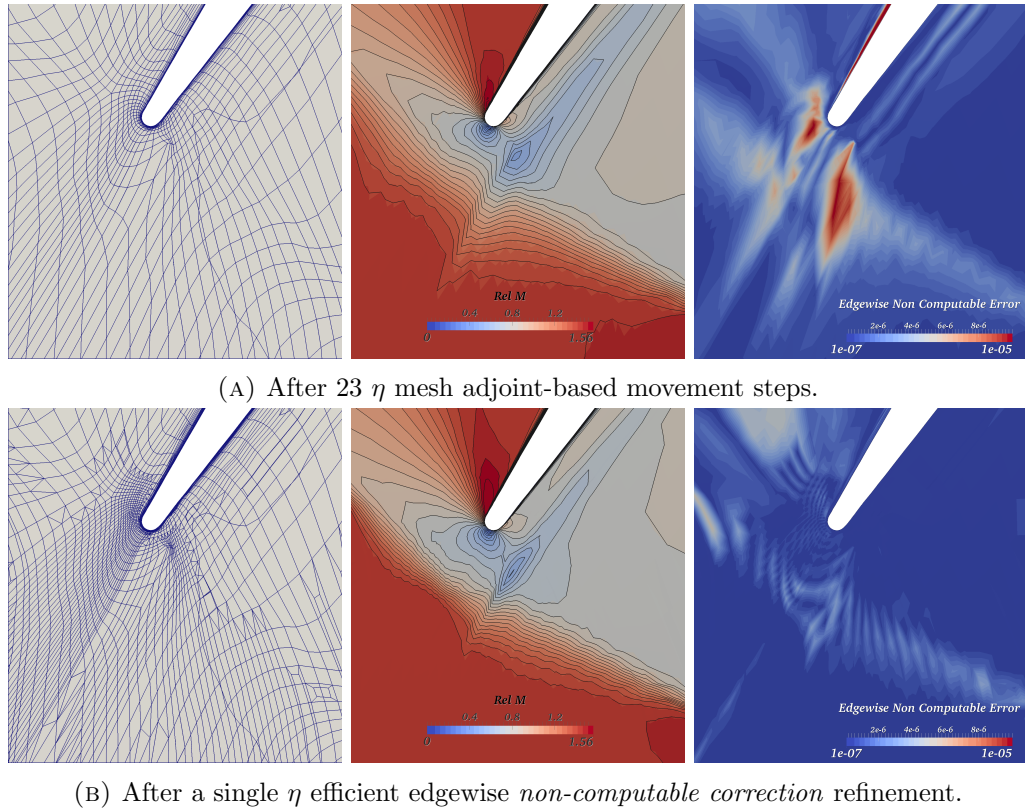 Rel M
0.4 0.8 1.2
0 1.56
Edgewise Non Computable Error
2e-6 4e-6 6e-6 8e-6
1e-07 1e-05
(A) After 23 η mesh adjoint-based movement steps.
Rel M
0.4 0.8 1.2
0 1.56
Edgewise Non Computable Error
2e-6 4e-6 6e-6 8e-6
1e-07 1e-05
(B) After a single η efficient edgewise non-computable correction refinement.